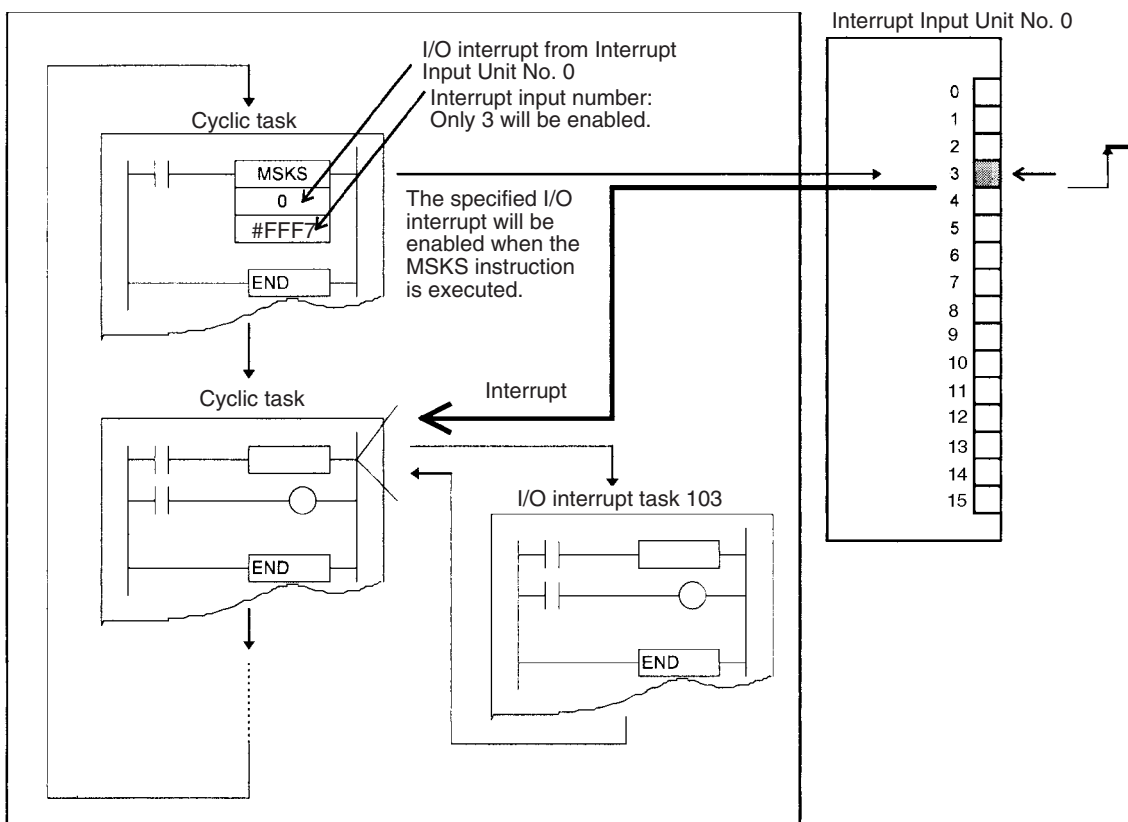 Interrupt Input Unit No. 0
I/O interrupt from Interrupt
Input Unit No. 0
Interrupt input number:
Only 3 will be enabled.
Cyclic task
MSKS
0
#FFF7
END
The specified I/O
interrupt will be
enabled when the
MSKS instruction
is executed.
0
1
2
3
4
5
6
7
8
9
10
11
12
13
14
15
Interrupt
Cyclic task
END
I/O interrupt task 103
END